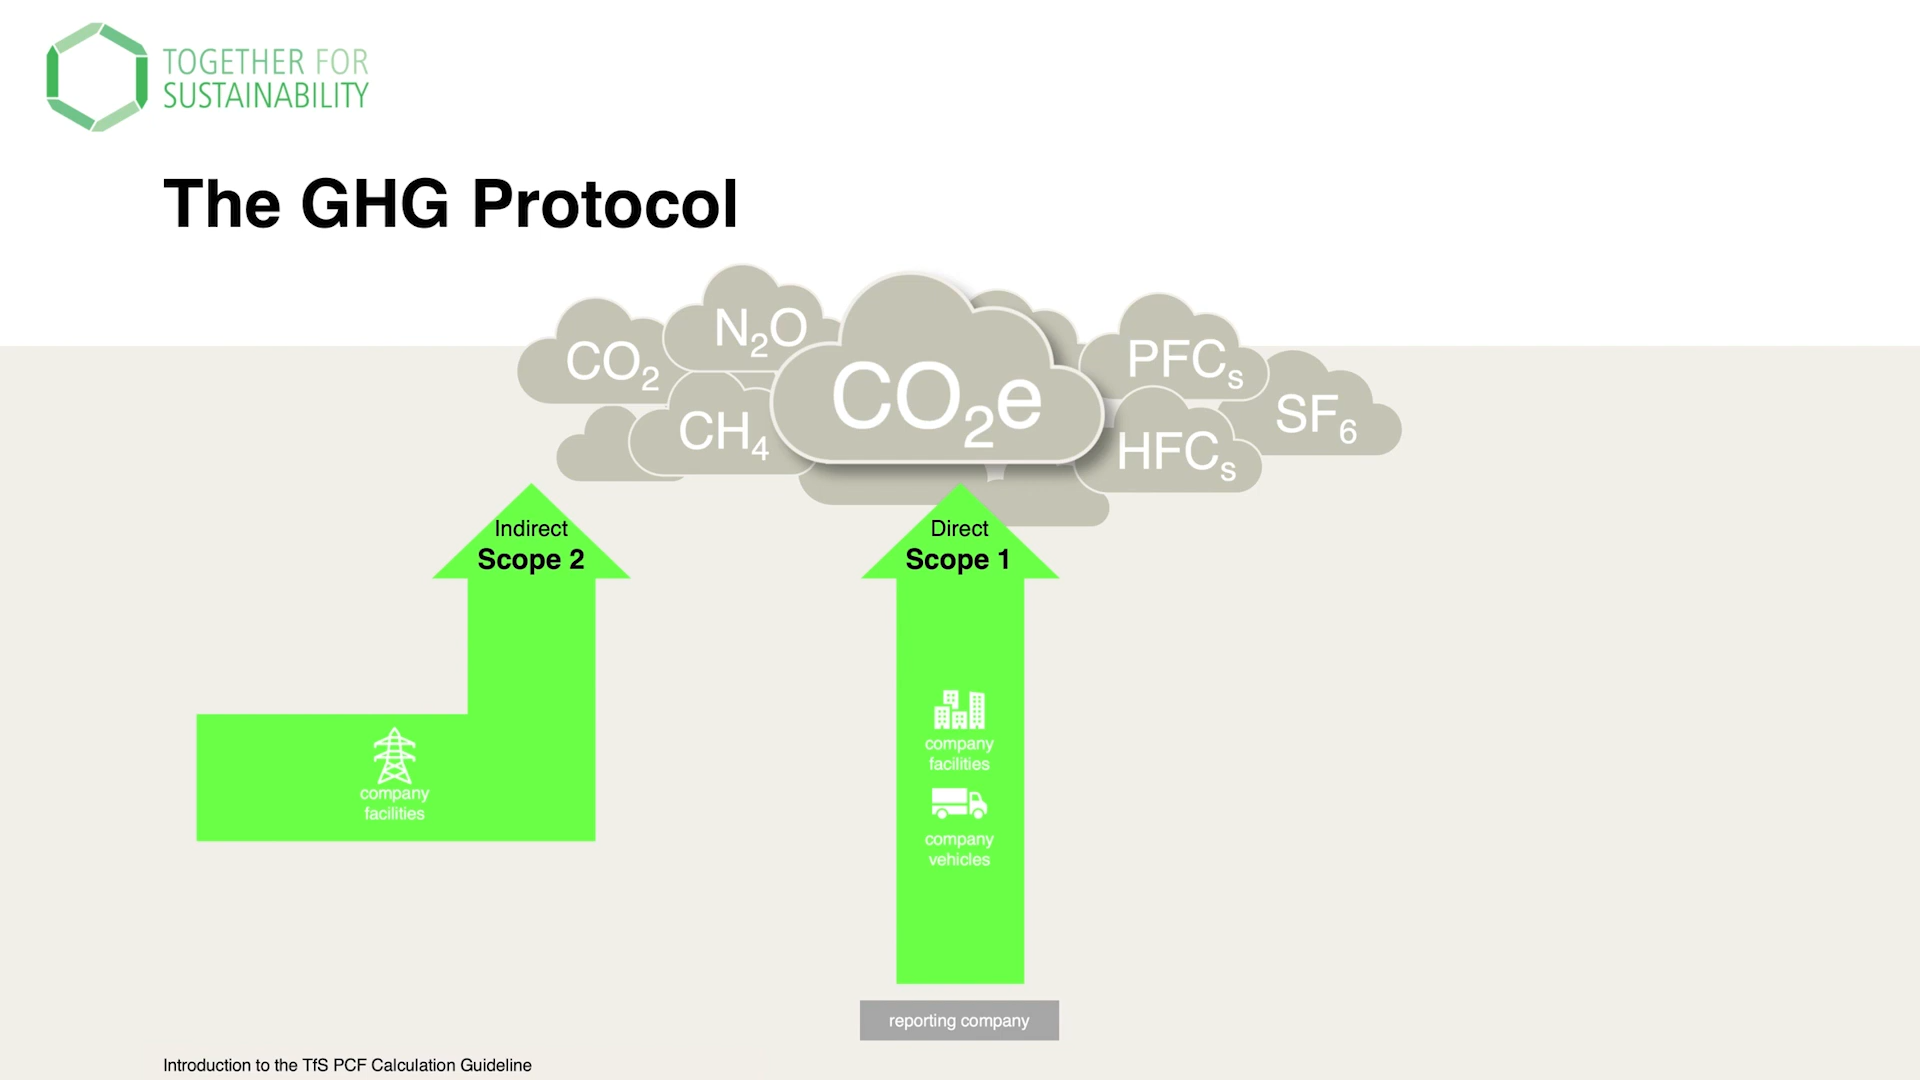 TOGETHER FOR
SUSTAINABILITY
The GHG Protocol
CO₂
N₂O
CH₄
CO₂e
PFCₛ
HFCₛ
SF₆
Indirect
Scope 2
company
facilities
Direct
Scope 1
company
facilities
company
vehicles
reporting company
Introduction to the TfS PCF Calculation Guideline